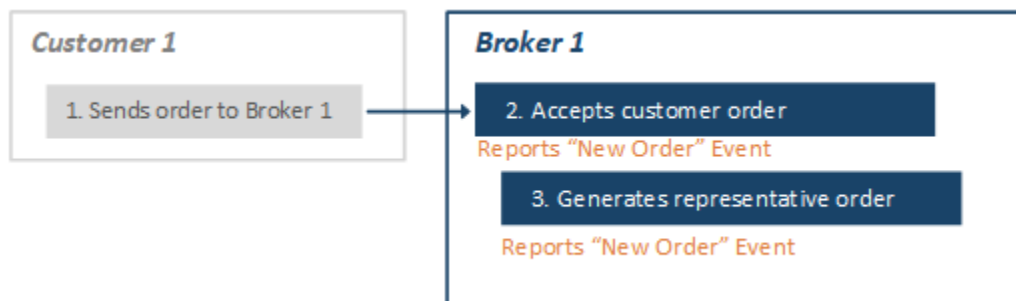 Customer 1
1. Sends order to Broker 1
Broker 1
2. Accepts customer order
Reports “New Order” Event
3. Generates representative order
Reports “New Order” Event